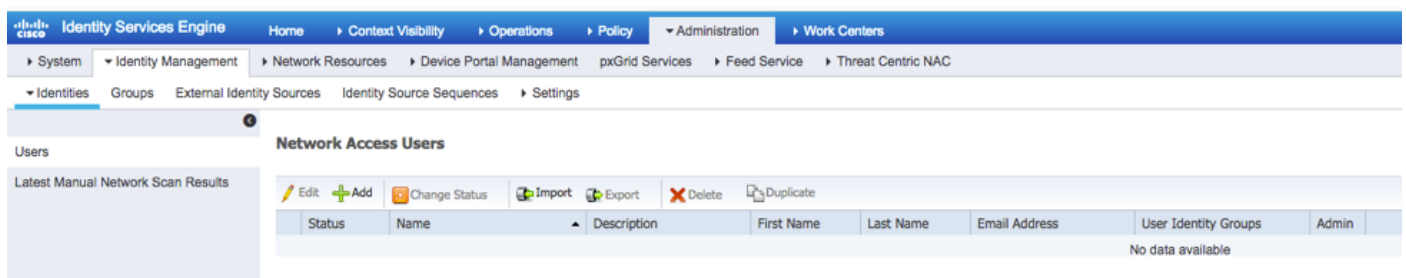 cisco Identity Services Engine Home Context Visibility Operations Policy Administration Work Centers
System Identity Management Network Resources Device Portal Management pxGrid Services Feed Service Threat Centric NAC
Identities Groups External Identity Sources Identity Source Sequences Settings
Network Access Users
Users
Latest Manual Network Scan Results
Edit Add Change Status Import Export Delete Duplicate
Status Name Description First Name Last Name Email Address User Identity Groups Admin
No data available